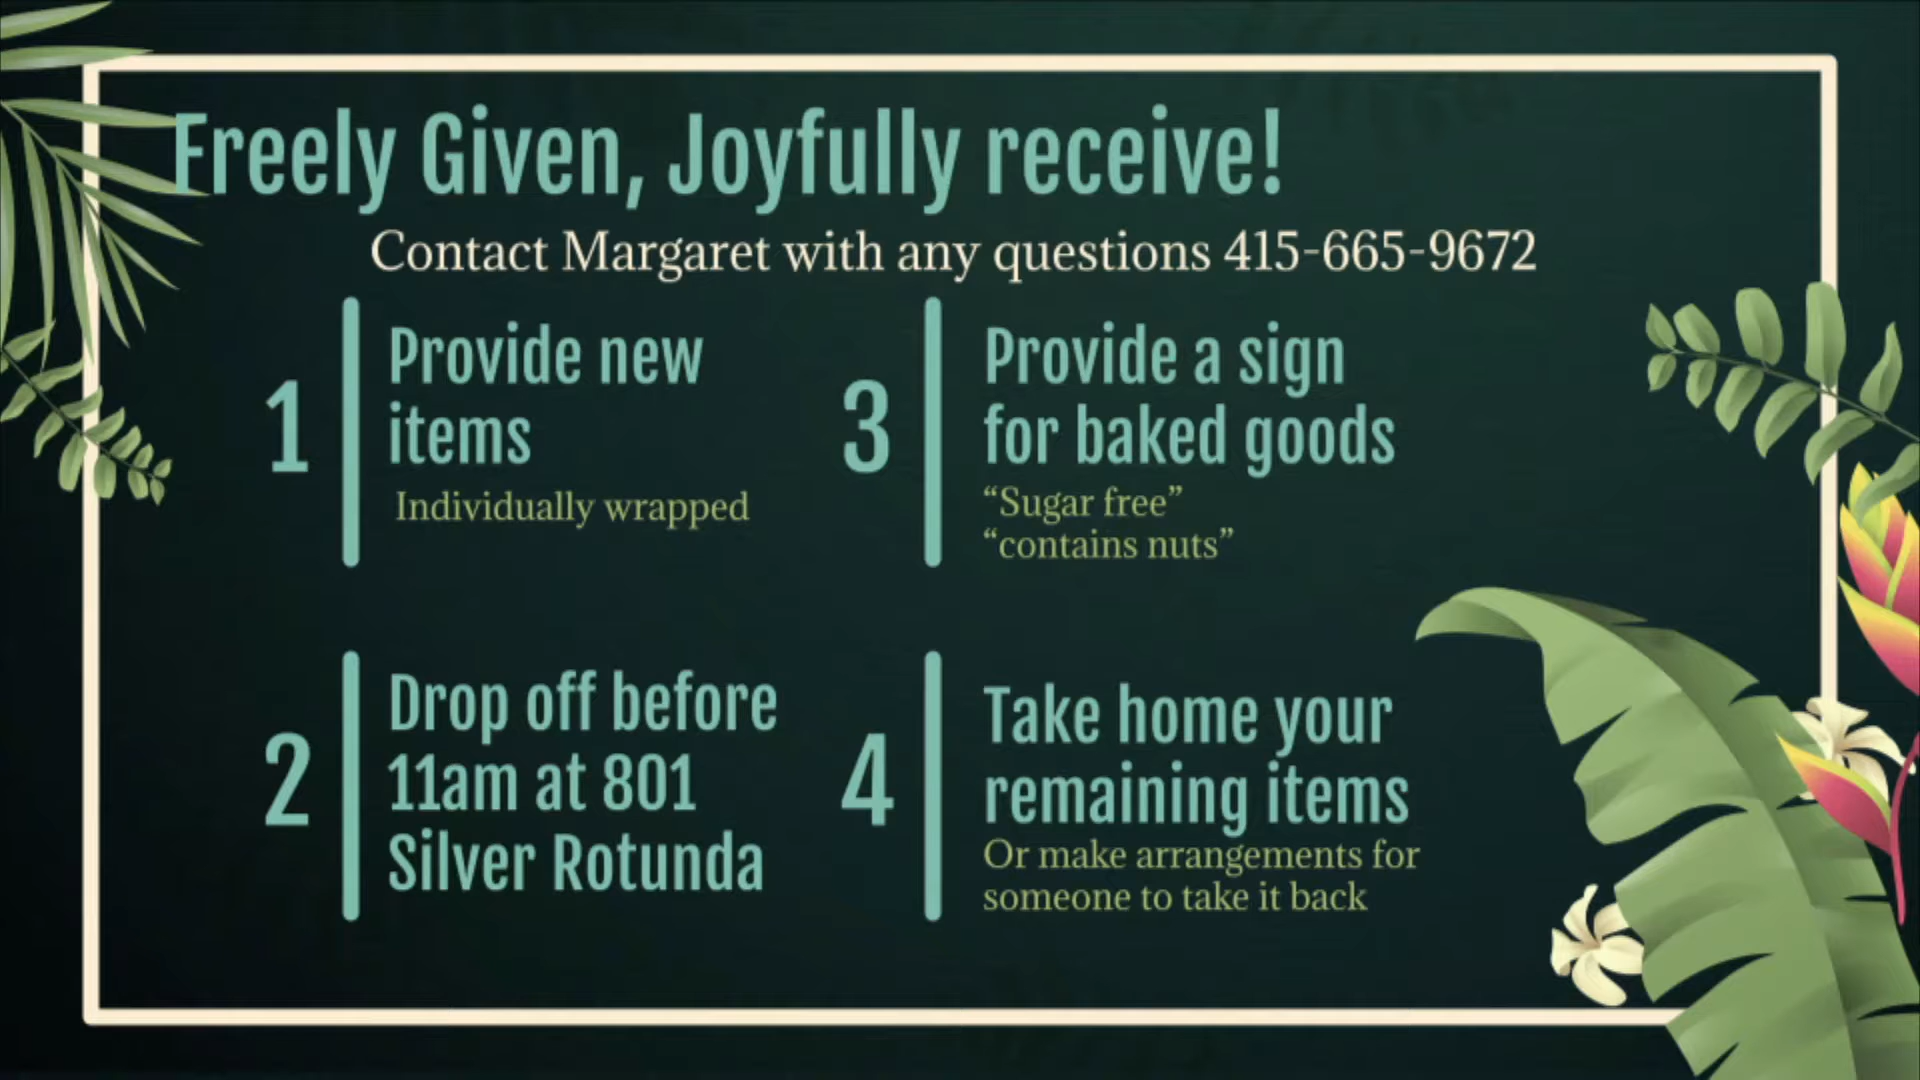 Freely Given, Joyfully receive!
Contact Margaret with any questions 415-665-9672
1
Provide new
items
Individually wrapped
2
Drop off before
11am at 801
Silver Rotunda
3
Provide a sign
for baked goods
“Sugar free”
“contains nuts”
4
Take home your
remaining items
Or make arrangements for
someone to take it back